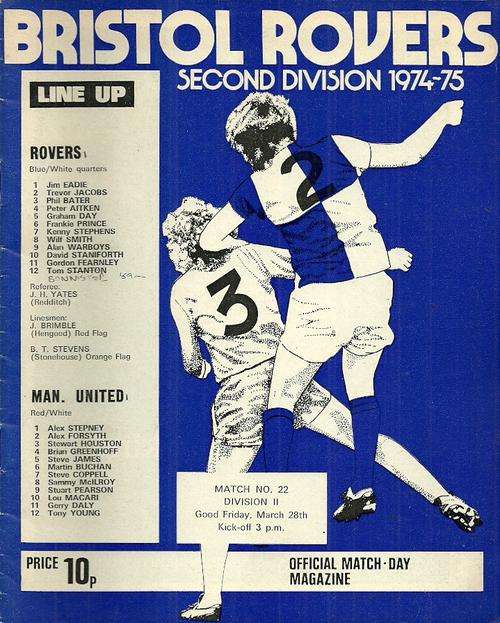 BRISTOL ROVERS
SECOND DIVISION 1974-75
LINE UP
ROVERS:
Blue/White quarters
1 Jim EADIE
2 Trevor JACOBS
3 Phil BATER
4 Peter AITKEN
5 Graham DAY
6 Frankie PRINCE
7 Kenny STEPHENS
8 Wilf SMITH
9 Alan WARBOYS
10 David STANIFORTH
11 Gordon FEARNLEY
12 Tom STANTON
Referee:
J. H. YATES
(Redditch)
Linesmen:
J. BRIMBLE
(Hengoed) Red Flag
B. T. STEVENS
(Stonehouse) Orange Flag
MAN. UNITED:
Red/White
1 Alex STEPNEY
2 Alex FORSYTH
3 Stewart HOUSTON
4 Brian GREENHOFF
5 Steve JAMES
6 Martin BUCHAN
7 Steve COPPELL
8 Sammy McILROY
9 Stuart PEARSON
10 Lou MACARI
11 Gerry DALY
12 Tony YOUNG
2
3
MATCH NO. 22
DIVISION II
Good Friday, March 28th
Kick-off 3 p.m.
PRICE 10p
OFFICIAL MATCH-DAY
MAGAZINE